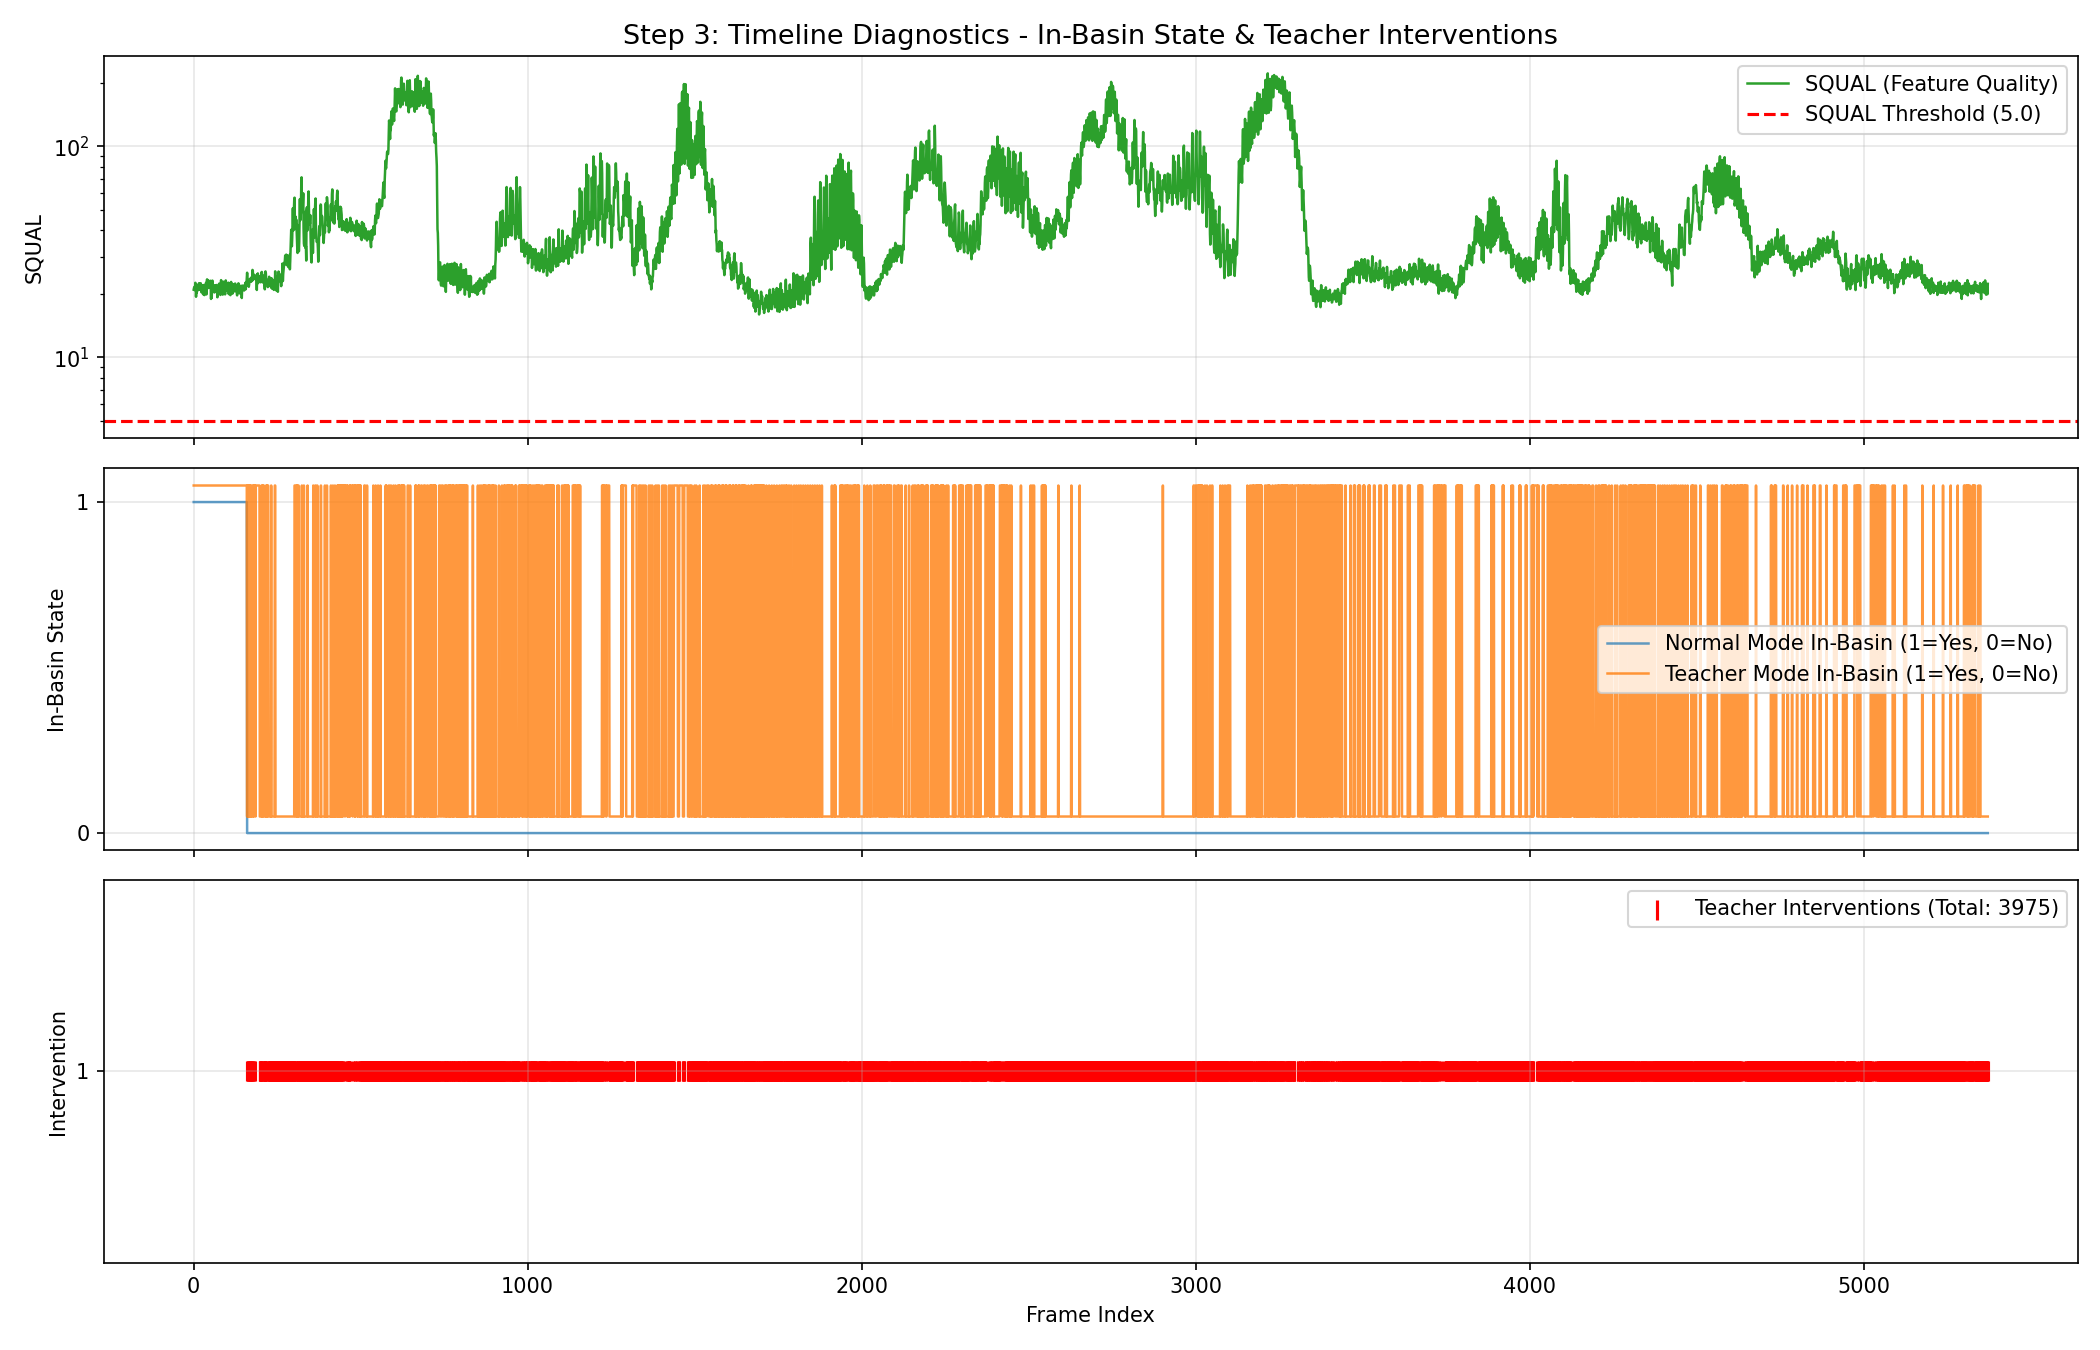 Step 3: Timeline Diagnostics - In-Basin State & Teacher Interventions
SQUAL
10²
10¹
SQUAL (Feature Quality)
SQUAL Threshold (5.0)
In-Basin State
1
0
Normal Mode In-Basin (1=Yes, 0=No)
Teacher Mode In-Basin (1=Yes, 0=No)
Intervention
1
Teacher Interventions (Total: 3975)
0 1000 2000 3000 4000 5000
Frame Index